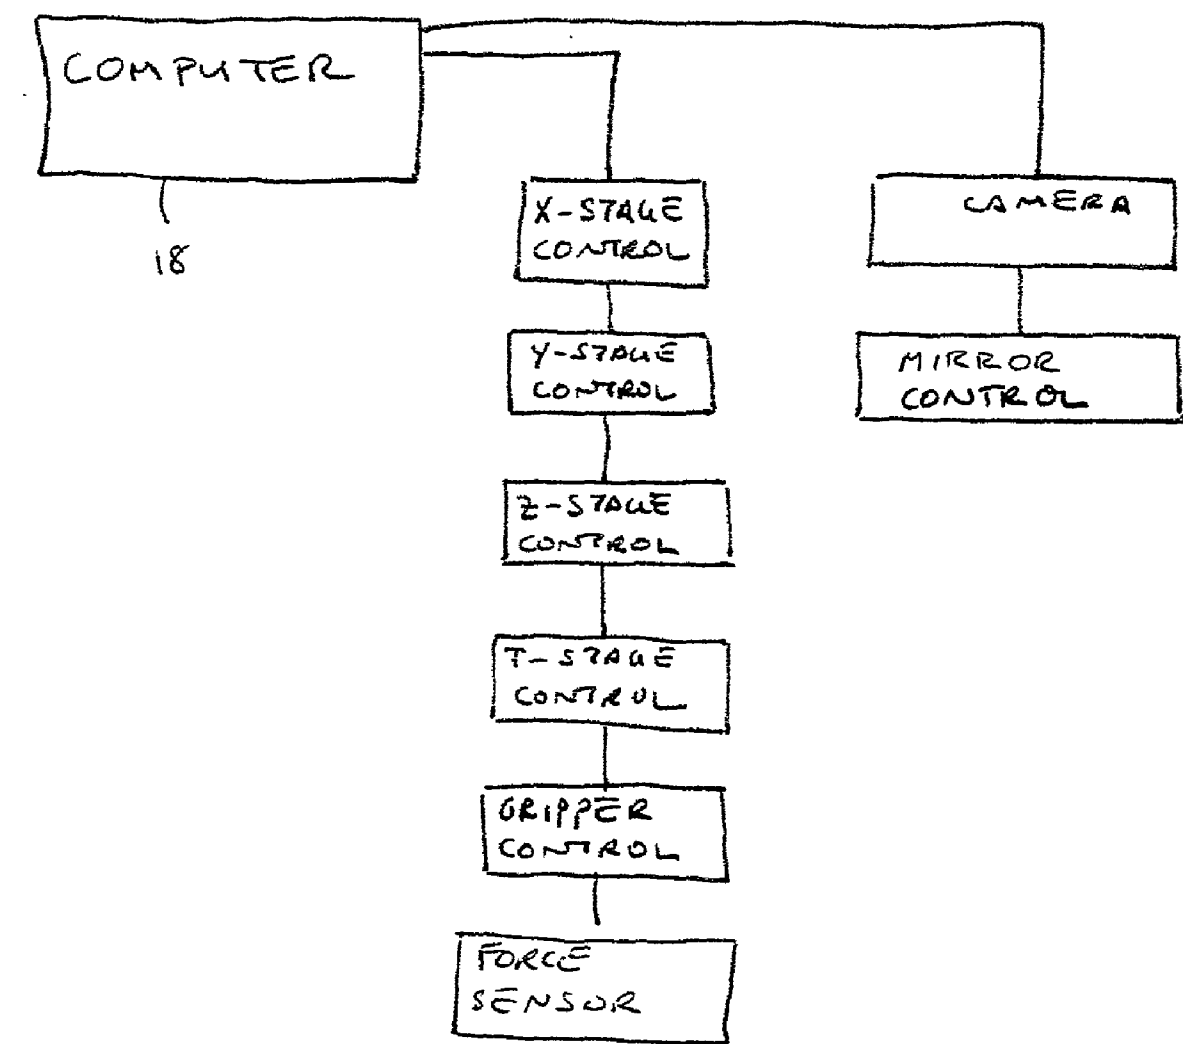 COMPUTER
18
X-STAGE
CONTROL
CAMERA
Y-STAGE
CONTROL
MIRROR
CONTROL
Z-STAGE
CONTROL
T-STAGE
CONTROL
GRIPPER
CONTROL
FORCE
SENSOR